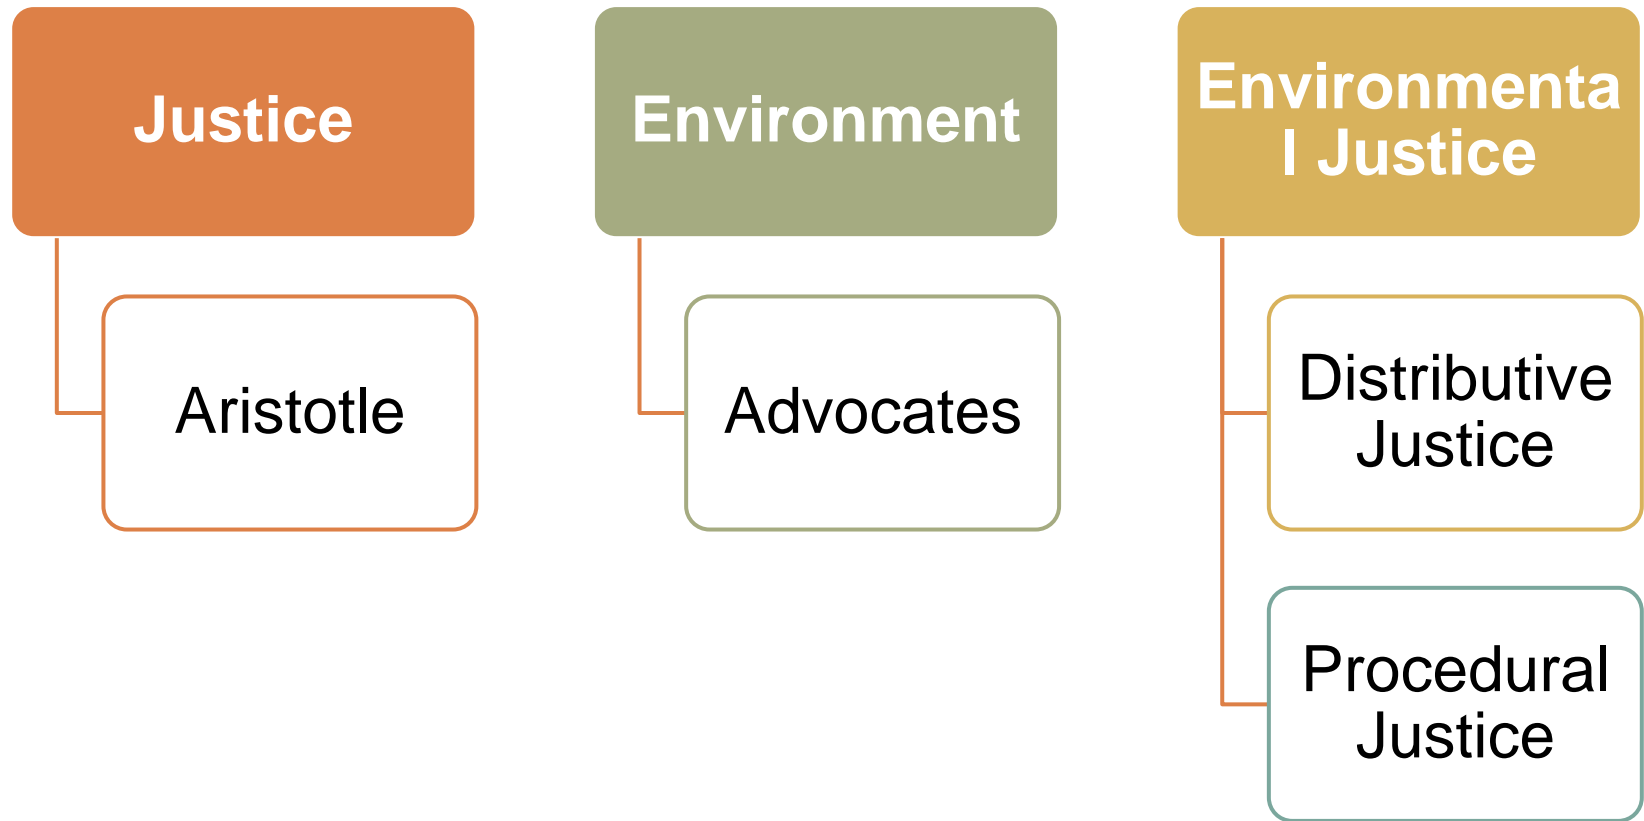 Justice
Aristotle
Environment
Advocates
Environmenta
l Justice
Distributive
Justice
Procedural
Justice